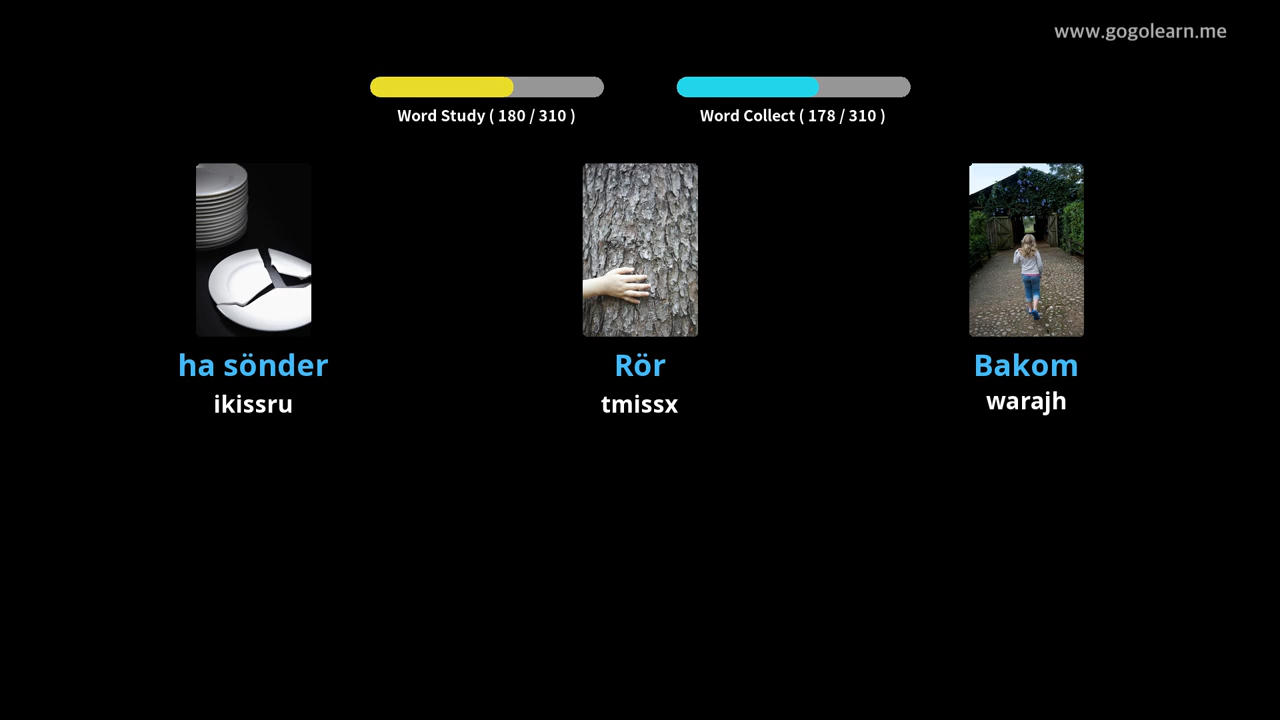 www.gogolearn.me
Word Study ( 180 / 310 )
Word Collect ( 178 / 310 )
ha sönder
ikissru
Rör
tmissx
Bakom
warajh